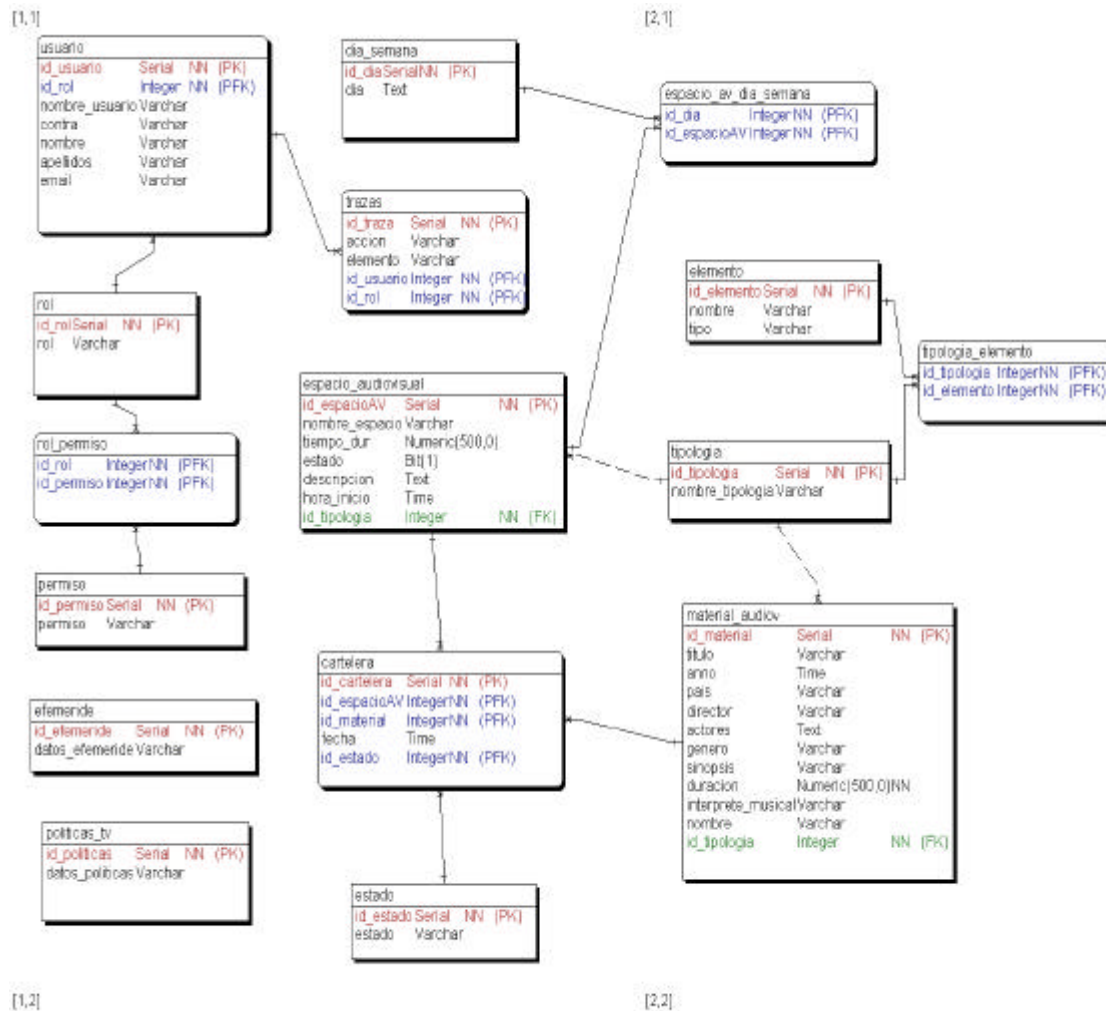 [1,1]
[2,1]
usuario
id_usuario Serial NN (PK)
id_rol Integer NN (PFK)
nombre_usuario Varchar
contra Varchar
nombre Varchar
apellidos Varchar
email Varchar
dia_semana
id_dia Serial NN (PK)
dia Text
espacio_av_dia_semana
id_dia Integer NN (PFK)
id_espacioAV Integer NN (PFK)
trazas
id_traza Serial NN (PK)
accion Varchar
elemento Varchar
id_usuario Integer NN (PFK)
id_rol Integer NN (PFK)
elemento
id_elemento Serial NN (PK)
nombre Varchar
tipo Varchar
rol
id_rol Serial NN (PK)
rol Varchar
tipologia_elemento
id_tipologia Integer NN (PFK)
id_elemento Integer NN (PFK)
espacio_audiovisual
id_espacioAV Serial NN (PK)
nombre_espacio Varchar
tiempo_dur Numeric(500,0)
estado Bit(1)
descripcion Text
hora_inicio Time
id_tipologia Integer NN (FK)
rol_permiso
id_rol Integer NN (PFK)
id_permiso Integer NN (PFK)
tipologia
id_tipologia Serial NN (PK)
nombre_tipologia Varchar
permiso
id_permiso Serial NN (PK)
permiso Varchar
material_audiov
id_material Serial NN (PK)
titulo Varchar
anno Time
pais Varchar
director Varchar
actores Text
genero Varchar
sinopsis Varchar
duracion Numeric(500,0) NN
interprete_musical Varchar
nombre Varchar
id_tipologia Integer NN (FK)
cartelera
id_cartelera Serial NN (PK)
id_espacioAV Integer NN (PFK)
id_material Integer NN (PFK)
fecha Time
id_estado Integer NN (PFK)
efemeride
id_efemeride Serial NN (PK)
datos_efemeride Varchar
politicas_tv
id_politicas Serial NN (PK)
datos_politicas Varchar
estado
id_estado Serial NN (PK)
estado Varchar
[1,2]
[2,2]